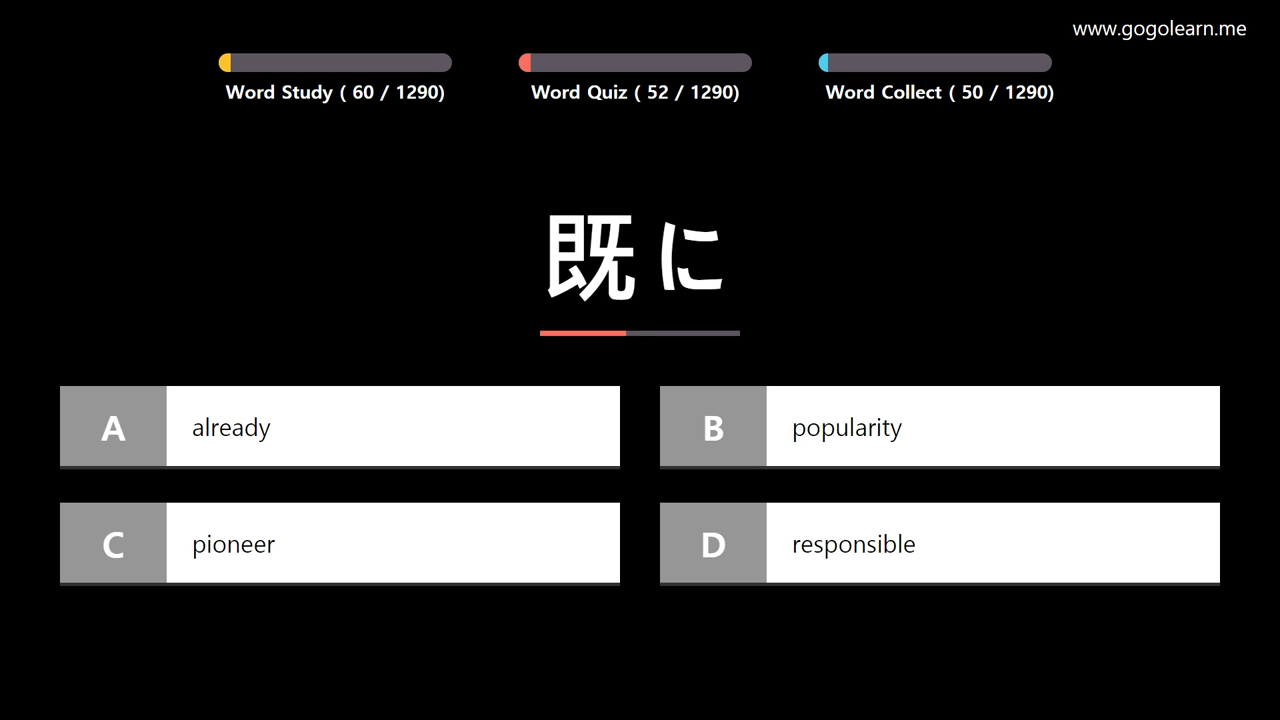 www.gogolearn.me
Word Study ( 60 / 1290)
Word Quiz ( 52 / 1290)
Word Collect ( 50 / 1290)
既に
A
already
B
popularity
C
pioneer
D
responsible